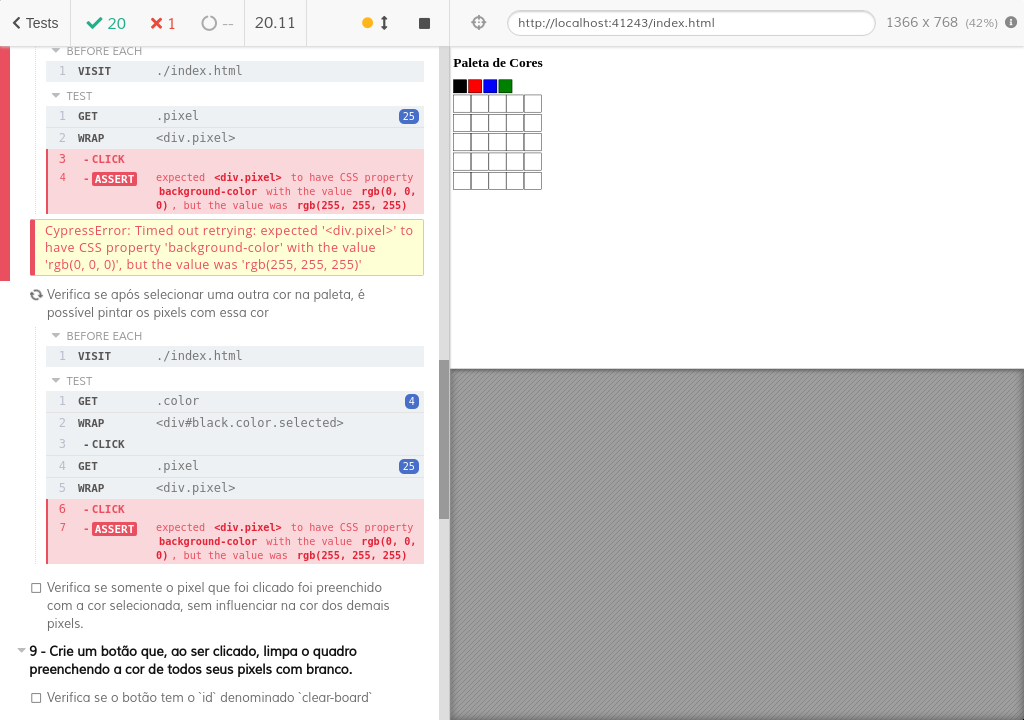 Tests 20 1 -- 20.11 http://localhost:41243/index.html 1366 x 768 (42%)
BEFORE EACH
1 VISIT ./index.html
TEST
1 GET .pixel 25
2 WRAP <div.pixel>
3 - CLICK
4 - ASSERT expected <div.pixel> to have CSS property
background-color with the value rgb(0, 0,
0), but the value was rgb(255, 255, 255)
CypressError: Timed out retrying: expected '<div.pixel>' to
have CSS property 'background-color' with the value
'rgb(0, 0, 0)', but the value was 'rgb(255, 255, 255)'
Verifica se após selecionar uma outra cor na paleta, é
possível pintar os pixels com essa cor
BEFORE EACH
1 VISIT ./index.html
TEST
1 GET .color 4
2 WRAP <div#black.color.selected>
3 - CLICK
4 GET .pixel 25
5 WRAP <div.pixel>
6 - CLICK
7 - ASSERT expected <div.pixel> to have CSS property
background-color with the value rgb(0, 0,
0), but the value was rgb(255, 255, 255)
Verifica se somente o pixel que foi clicado foi preenchido
com a cor selecionada, sem influenciar na cor dos demais
pixels.
9 - Crie um botão que, ao ser clicado, limpa o quadro
preenchendo a cor de todos seus pixels com branco.
Verifica se o botão tem o `id` denominado `clear-board`
Paleta de Cores